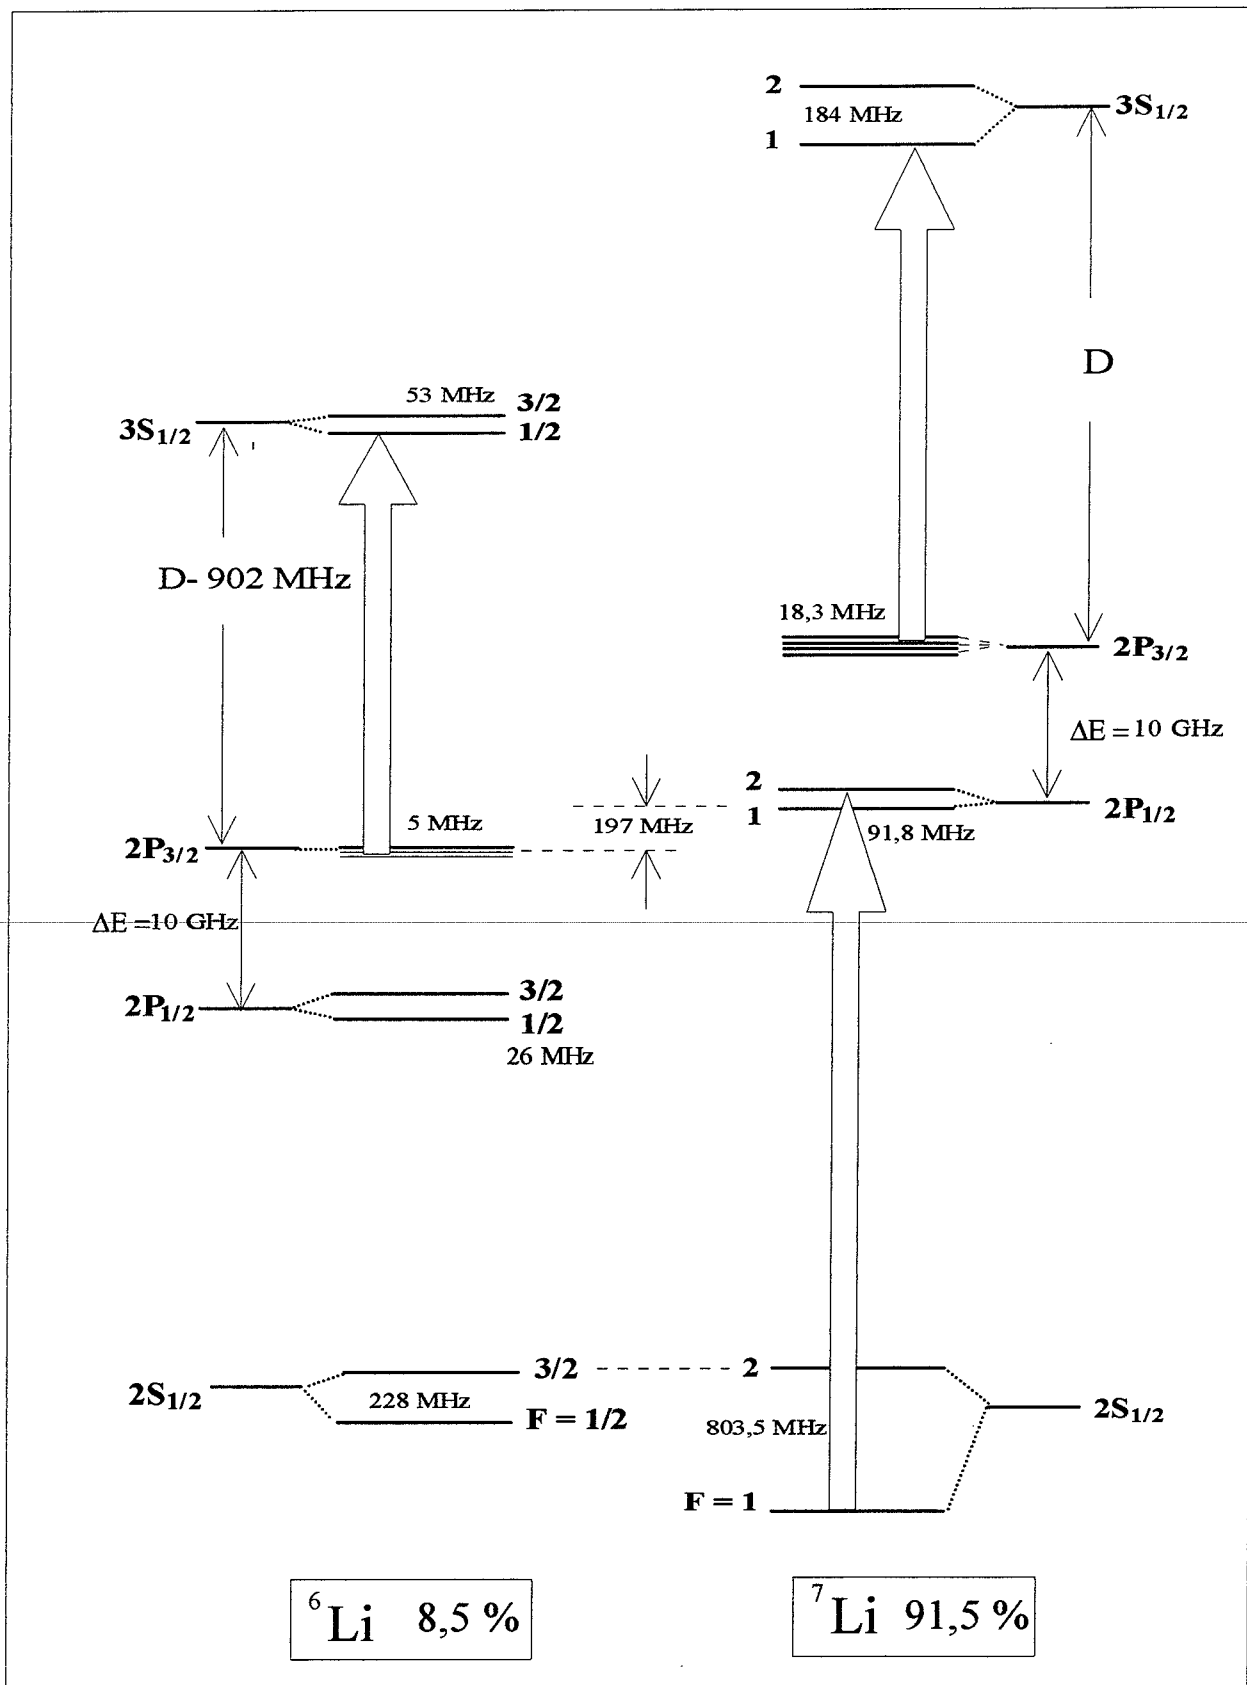 2
184 MHz
3S1/2
1
D
53 MHz
3/2
3S1/2
1/2
D- 902 MHz
18,3 MHz
2P3/2
ΔE = 10 GHz
2
197 MHz
1
91,8 MHz
2P1/2
5 MHz
2P3/2
ΔE =10 GHz
3/2
2P1/2
1/2
26 MHz
3/2
2
2S1/2
228 MHz
F = 1/2
803,5 MHz
2S1/2
F = 1
6Li 8,5 %
7Li 91,5 %